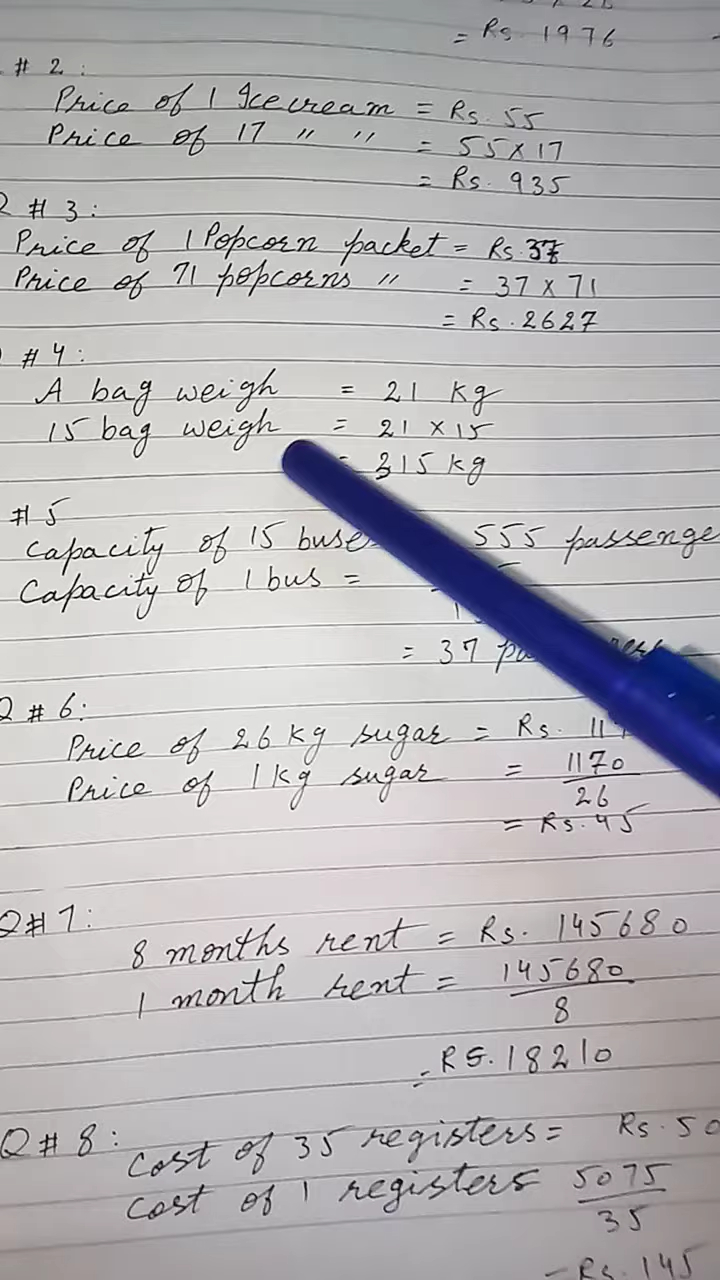 = Rs. 1976
# 2 :
Price of 1 Icecream = Rs. 55
Price of 17 " " = 55 x 17
= Rs. 935
# 3 :
Price of 1 Popcorn packet = Rs. 37
Price of 71 popcorns " = 37 x 71
= Rs. 2627
# 4 :
A bag weigh = 21 kg
15 bag weigh = 21 x 15
315 kg
# 5
Capacity of 15 555
Capacity of 1 bus =
= 37
# 6:
Price of 26 kg sugar = Rs.
Price of 1 kg sugar = 1170
26
= Rs. 45
Q# 7:
8 months rent = Rs. 145680
1 month rent = 145680
8
= RS. 18210
Q# 8:
Cost of 35 registers = Rs.
Cost of 1 registers 5075
35
= Rs. 145